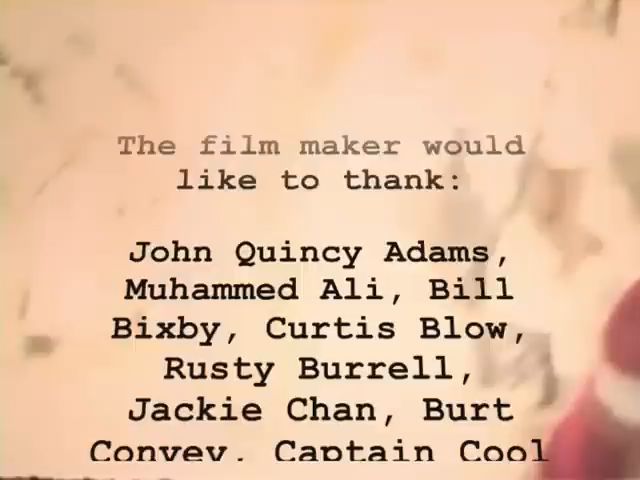 The film maker would
like to thank:
John Quincy Adams,
Muhammed Ali, Bill
Bixby, Curtis Blow,
Rusty Burrell,
Jackie Chan, Burt
Convey, Captain Cool